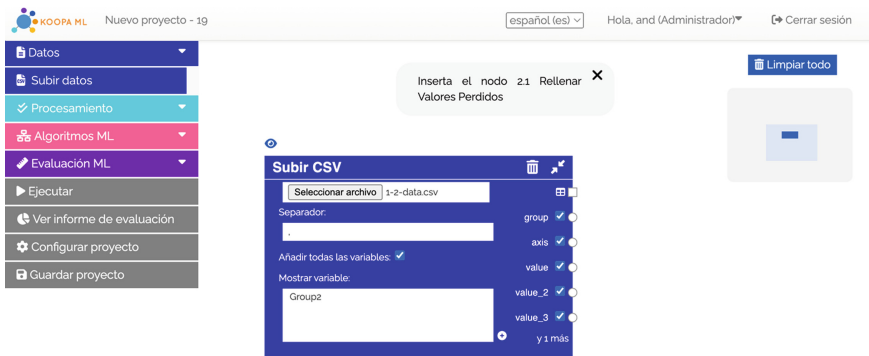 KOOPA ML
Nuevo proyecto - 19
español (es)
Hola, and (Administrador)
Cerrar sesión
Datos
Subir datos
Procesamiento
Algoritmos ML
Evaluación ML
Ejecutar
Ver informe de evaluación
Configurar proyecto
Guardar proyecto
Inserta el nodo 2.1 Rellenar
Valores Perdidos
Limpiar todo
Subir CSV
Seleccionar archivo 1-2-data.csv
Separador:
,
Añadir todas las variables:
Mostrar variable:
Group2
group
axis
value
value_2
value_3
y 1 más